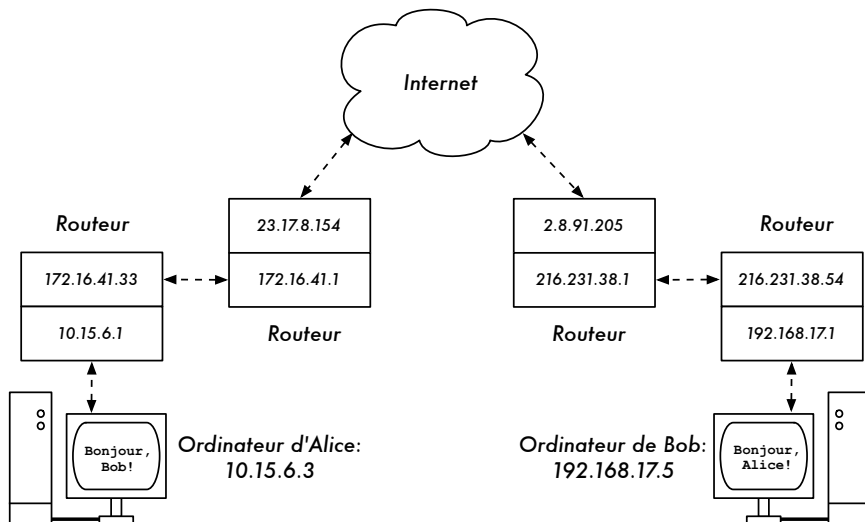 Internet
Routeur
23.17.8.154
2.8.91.205
Routeur
172.16.41.33
172.16.41.1
216.231.38.1
216.231.38.54
10.15.6.1
Routeur
Routeur
192.168.17.1
Bonjour,
Bob!
Ordinateur d'Alice:
10.15.6.3
Ordinateur de Bob:
192.168.17.5
Bonjour,
Alice!